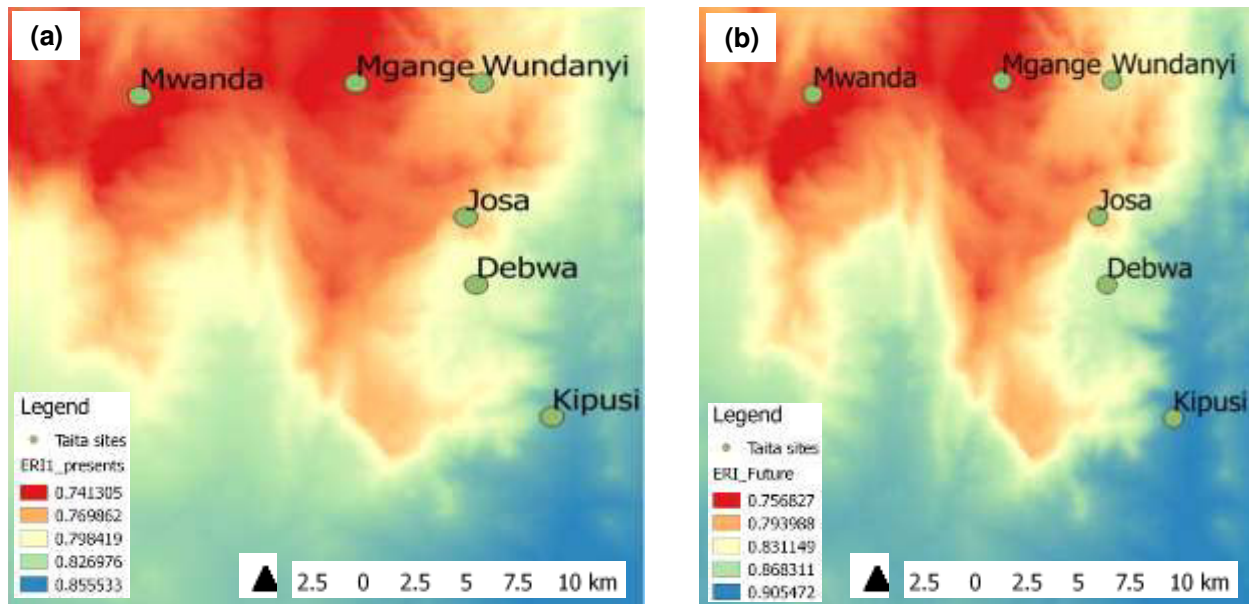 (a)
Mwanda
Mgange Wundanyi
Josa
Debwa
Kipusi
Legend
Taita sites
ERI1_presents
0.741305
0.769862
0.798419
0.826976
0.855533
2.5 0 2.5 5 7.5 10 km
(b)
Mwanda
Mgange Wundanyi
Josa
Debwa
Kipusi
Legend
Taita sites
ERI_Future
0.756827
0.793988
0.831149
0.868311
0.905472
2.5 0 2.5 5 7.5 10 km